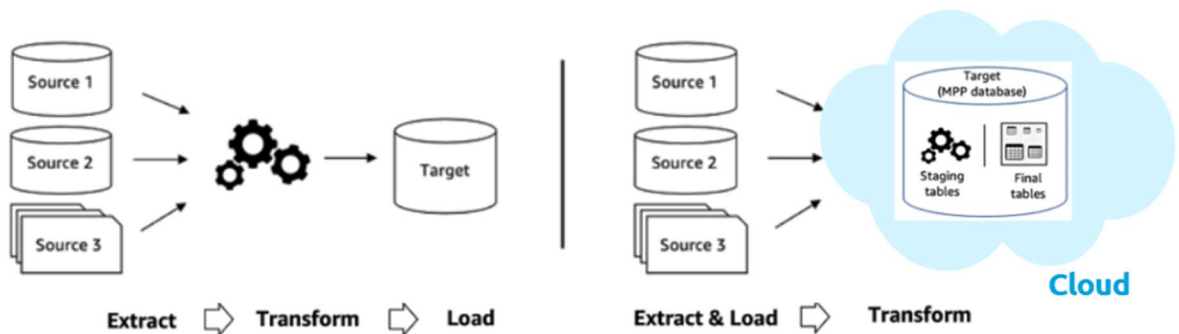 Source 1
Source 2
Source 3
Target
Extract Transform Load
Source 1
Source 2
Source 3
Target
(MPP database)
Staging
tables
Final
tables
Cloud
Extract & Load Transform